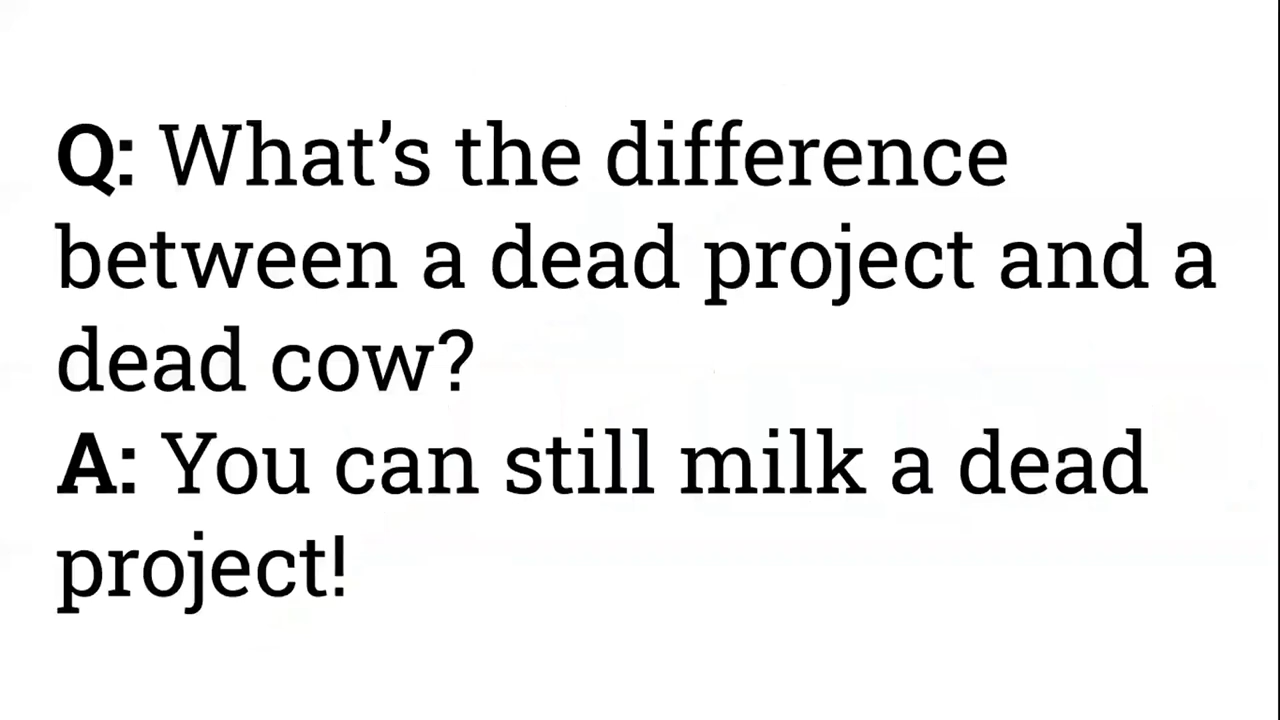 Q: What’s the difference
between a dead project and a
dead cow?
A: You can still milk a dead
project!